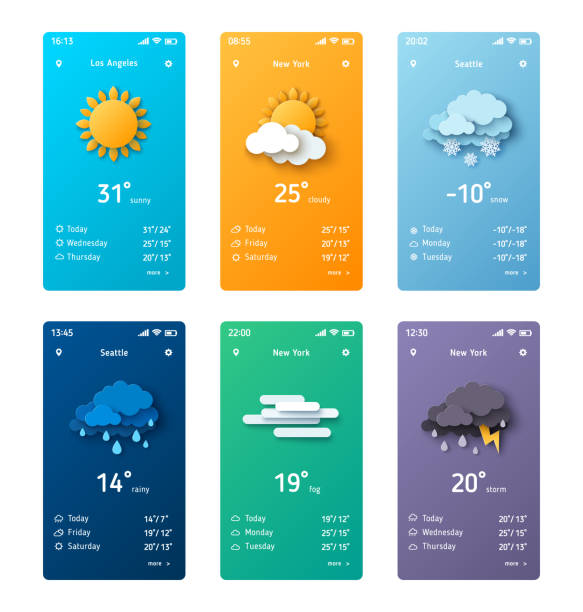 16:13
Los Angeles
31° sunny
Today 31°/ 24°
Wednesday 25°/ 15°
Thursday 20°/ 13°
more >
08:55
New York
25° cloudy
Today 25°/ 15°
Friday 20°/ 13°
Saturday 19°/ 12°
more >
20:02
Seattle
-10° snow
Today -10°/-18°
Monday -10°/-18°
Tuesday -10°/-18°
more >
13:45
Seattle
14° rainy
Today 14°/ 7°
Friday 19°/ 12°
Saturday 20°/ 13°
more >
22:00
New York
19° fog
Today 19°/ 12°
Monday 25°/ 15°
Tuesday 25°/ 15°
more >
12:30
New York
20° storm
Today 20°/ 13°
Wednesday 25°/ 15°
Thursday 20°/ 13°
more >